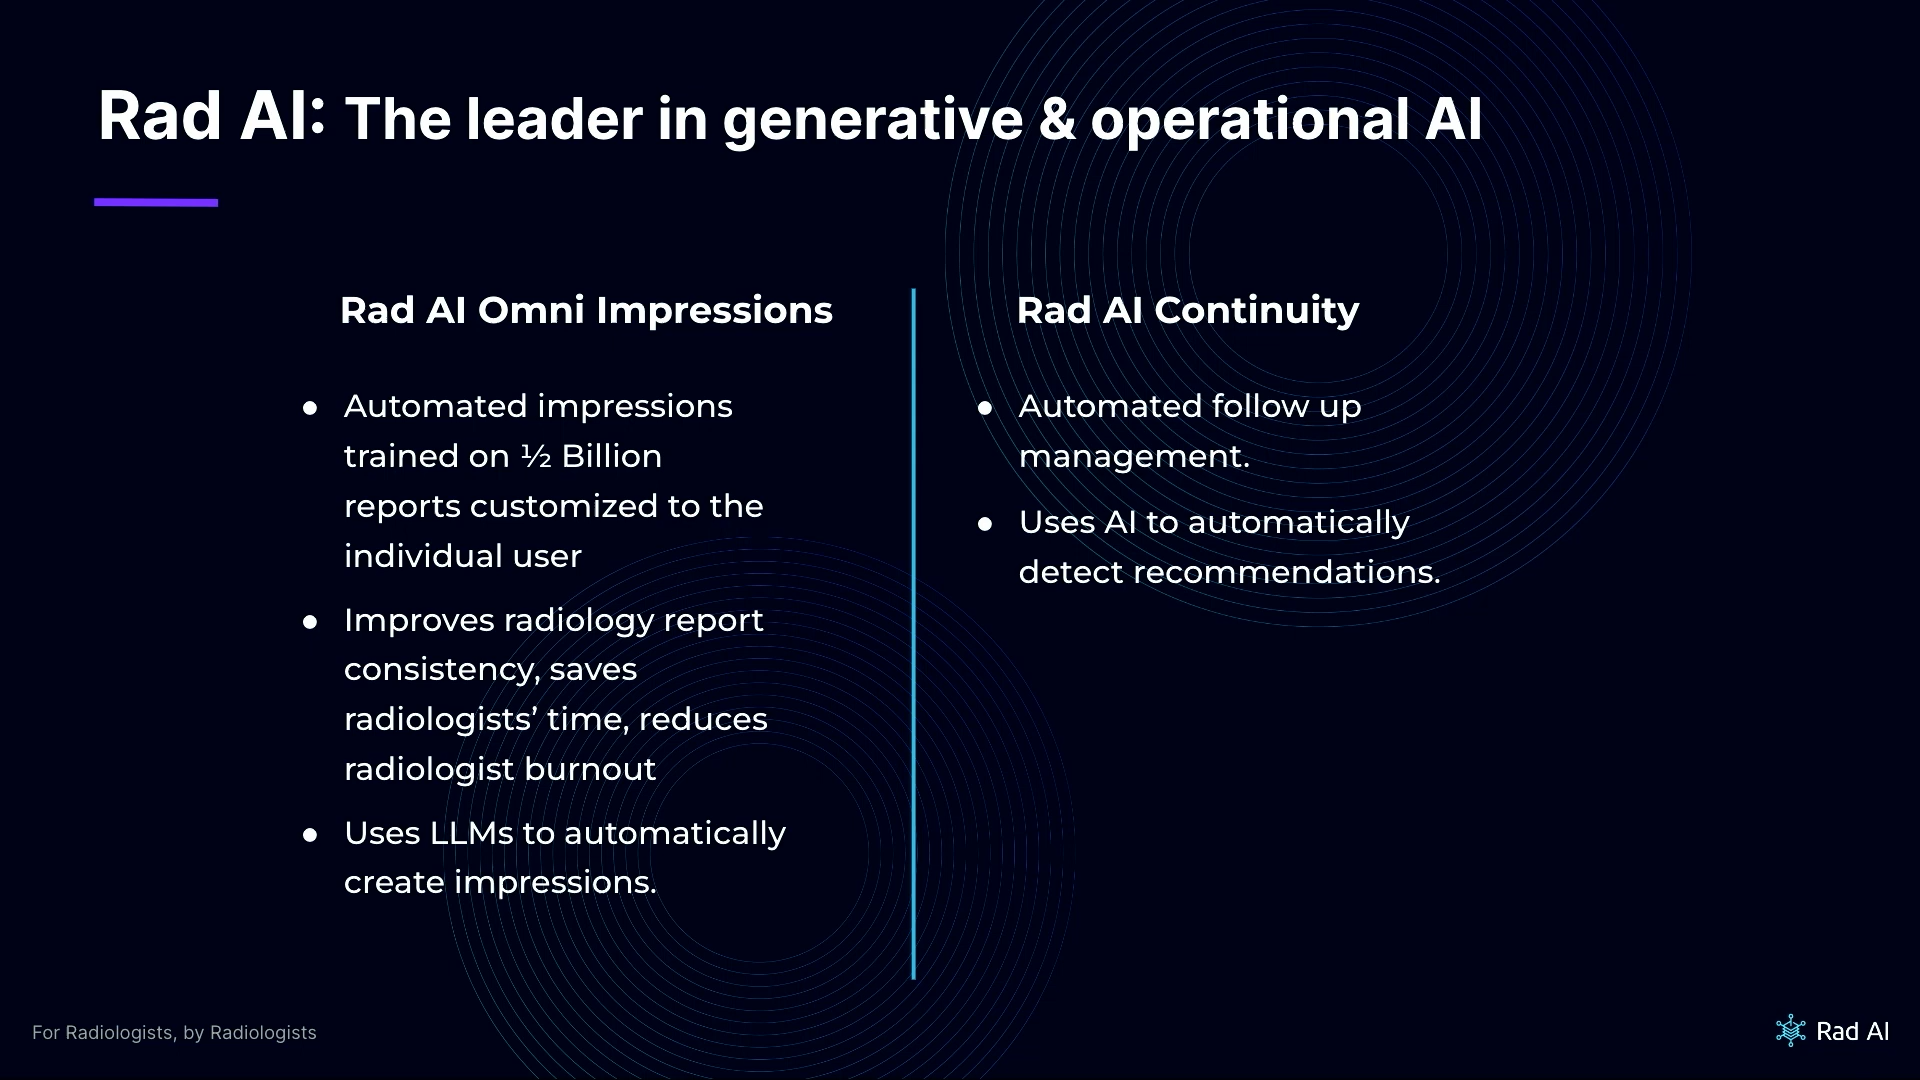 Rad AI: The leader in generative & operational AI
Rad AI Omni Impressions
● Automated impressions
trained on ½ Billion
reports customized to the
individual user
● Improves radiology report
consistency, saves
radiologists’ time, reduces
radiologist burnout
● Uses LLMs to automatically
create impressions.
Rad AI Continuity
● Automated follow up
management.
● Uses AI to automatically
detect recommendations.
For Radiologists, by Radiologists
Rad AI